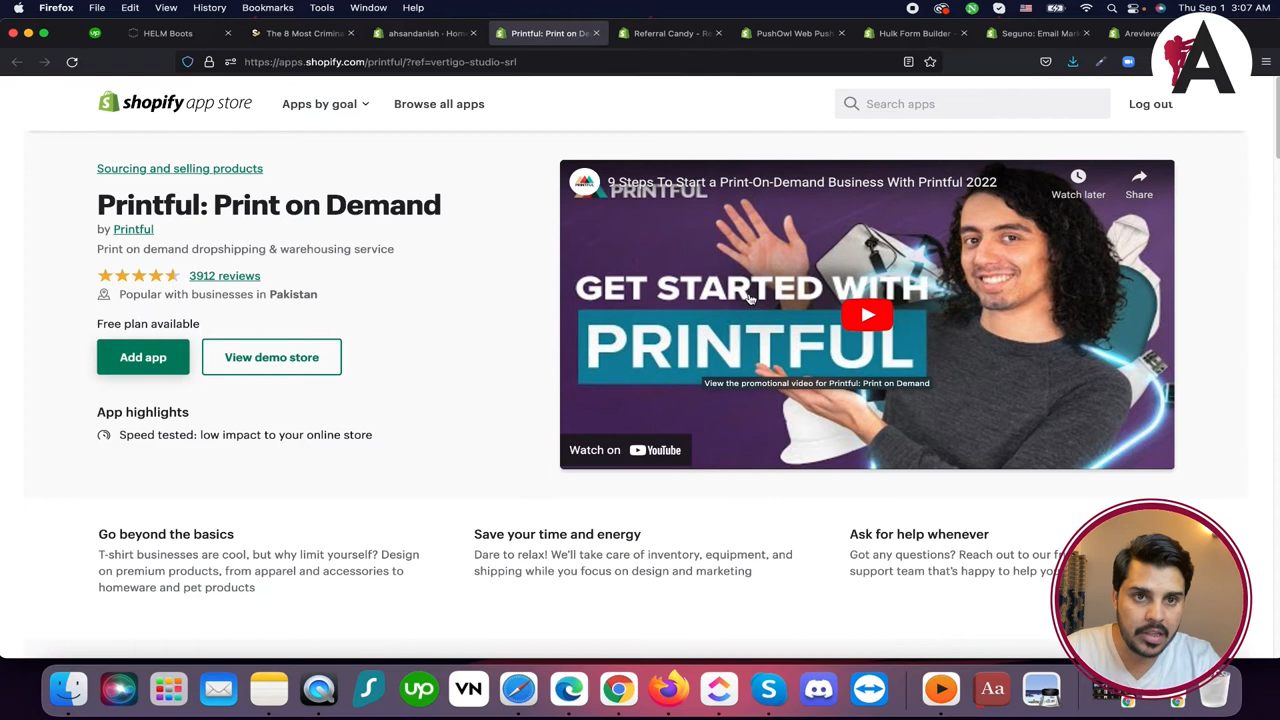 Firefox File Edit View History Bookmarks Tools Window Help
Thu Sep 1 3:07 AM
HELM Boots
The 8 Most Crimina
ahsandanish · Home
Printful: Print on De
Referral Candy - Re
PushOwl Web Push
Hulk Form Builder -
Seguno: Email Mark
Areviews
https://apps.shopify.com/printful/?ref=vertigo-studio-srl
A
shopify app store
Apps by goal
Browse all apps
Search apps
Log out
Sourcing and selling products
Printful: Print on Demand
by Printful
Print on demand dropshipping & warehousing service
3912 reviews
Popular with businesses in Pakistan
Free plan available
Add app
View demo store
App highlights
Speed tested: low impact to your online store
9 Steps To Start a Print-On-Demand Business With Printful 2022
PRINTFUL
Watch later
Share
GET STARTED WITH
PRINTFUL
View the promotional video for Printful: Print on Demand
Watch on YouTube
Go beyond the basics
T-shirt businesses are cool, but why limit yourself? Design
on premium products, from apparel and accessories to
homeware and pet products
Save your time and energy
Dare to relax! We'll take care of inventory, equipment, and
shipping while you focus on design and marketing
Ask for help whenever
Got any questions? Reach out to our
support team that's happy to help
up
VN
Aa